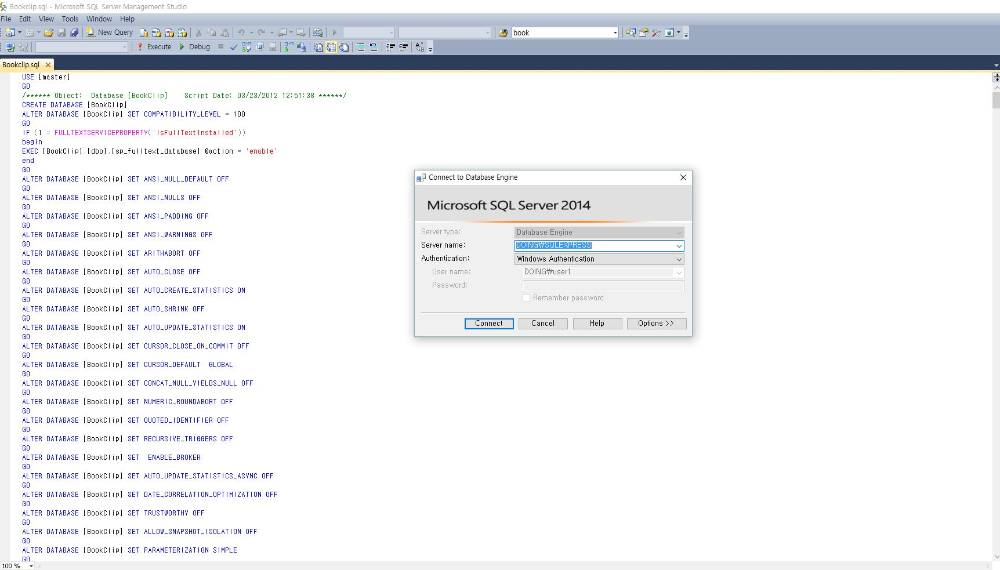 Bookclip.sql - Microsoft SQL Server Management Studio
File Edit View Tools Window Help
New Query
book
Execute Debug
Bookclip.sql
USE [master]
GO
/****** Object:  Database [BookClip]    Script Date: 03/23/2012 12:51:38 ******/
CREATE DATABASE [BookClip]
ALTER DATABASE [BookClip] SET COMPATIBILITY_LEVEL = 100
GO
IF (1 = FULLTEXTSERVICEPROPERTY('IsFullTextInstalled'))
begin
EXEC [BookClip].[dbo].[sp_fulltext_database] @action = 'enable'
end
GO
ALTER DATABASE [BookClip] SET ANSI_NULL_DEFAULT OFF
GO
ALTER DATABASE [BookClip] SET ANSI_NULLS OFF
GO
ALTER DATABASE [BookClip] SET ANSI_PADDING OFF
GO
ALTER DATABASE [BookClip] SET ANSI_WARNINGS OFF
GO
ALTER DATABASE [BookClip] SET ARITHABORT OFF
GO
ALTER DATABASE [BookClip] SET AUTO_CLOSE OFF
GO
ALTER DATABASE [BookClip] SET AUTO_CREATE_STATISTICS ON
GO
ALTER DATABASE [BookClip] SET AUTO_SHRINK OFF
GO
ALTER DATABASE [BookClip] SET AUTO_UPDATE_STATISTICS ON
GO
ALTER DATABASE [BookClip] SET CURSOR_CLOSE_ON_COMMIT OFF
GO
ALTER DATABASE [BookClip] SET CURSOR_DEFAULT  GLOBAL
GO
ALTER DATABASE [BookClip] SET CONCAT_NULL_YIELDS_NULL OFF
GO
ALTER DATABASE [BookClip] SET NUMERIC_ROUNDABORT OFF
GO
ALTER DATABASE [BookClip] SET QUOTED_IDENTIFIER OFF
GO
ALTER DATABASE [BookClip] SET RECURSIVE_TRIGGERS OFF
GO
ALTER DATABASE [BookClip] SET  ENABLE_BROKER
GO
ALTER DATABASE [BookClip] SET AUTO_UPDATE_STATISTICS_ASYNC OFF
GO
ALTER DATABASE [BookClip] SET DATE_CORRELATION_OPTIMIZATION OFF
GO
ALTER DATABASE [BookClip] SET TRUSTWORTHY OFF
GO
ALTER DATABASE [BookClip] SET ALLOW_SNAPSHOT_ISOLATION OFF
GO
ALTER DATABASE [BookClip] SET PARAMETERIZATION SIMPLE
GO
100 %
Connect to Database Engine
Microsoft SQL Server 2014
Server type: Database Engine
Server name: DOING₩SQLEXPRESS
Authentication: Windows Authentication
User name: DOING₩user1
Password:
Remember password
Connect Cancel Help Options >>